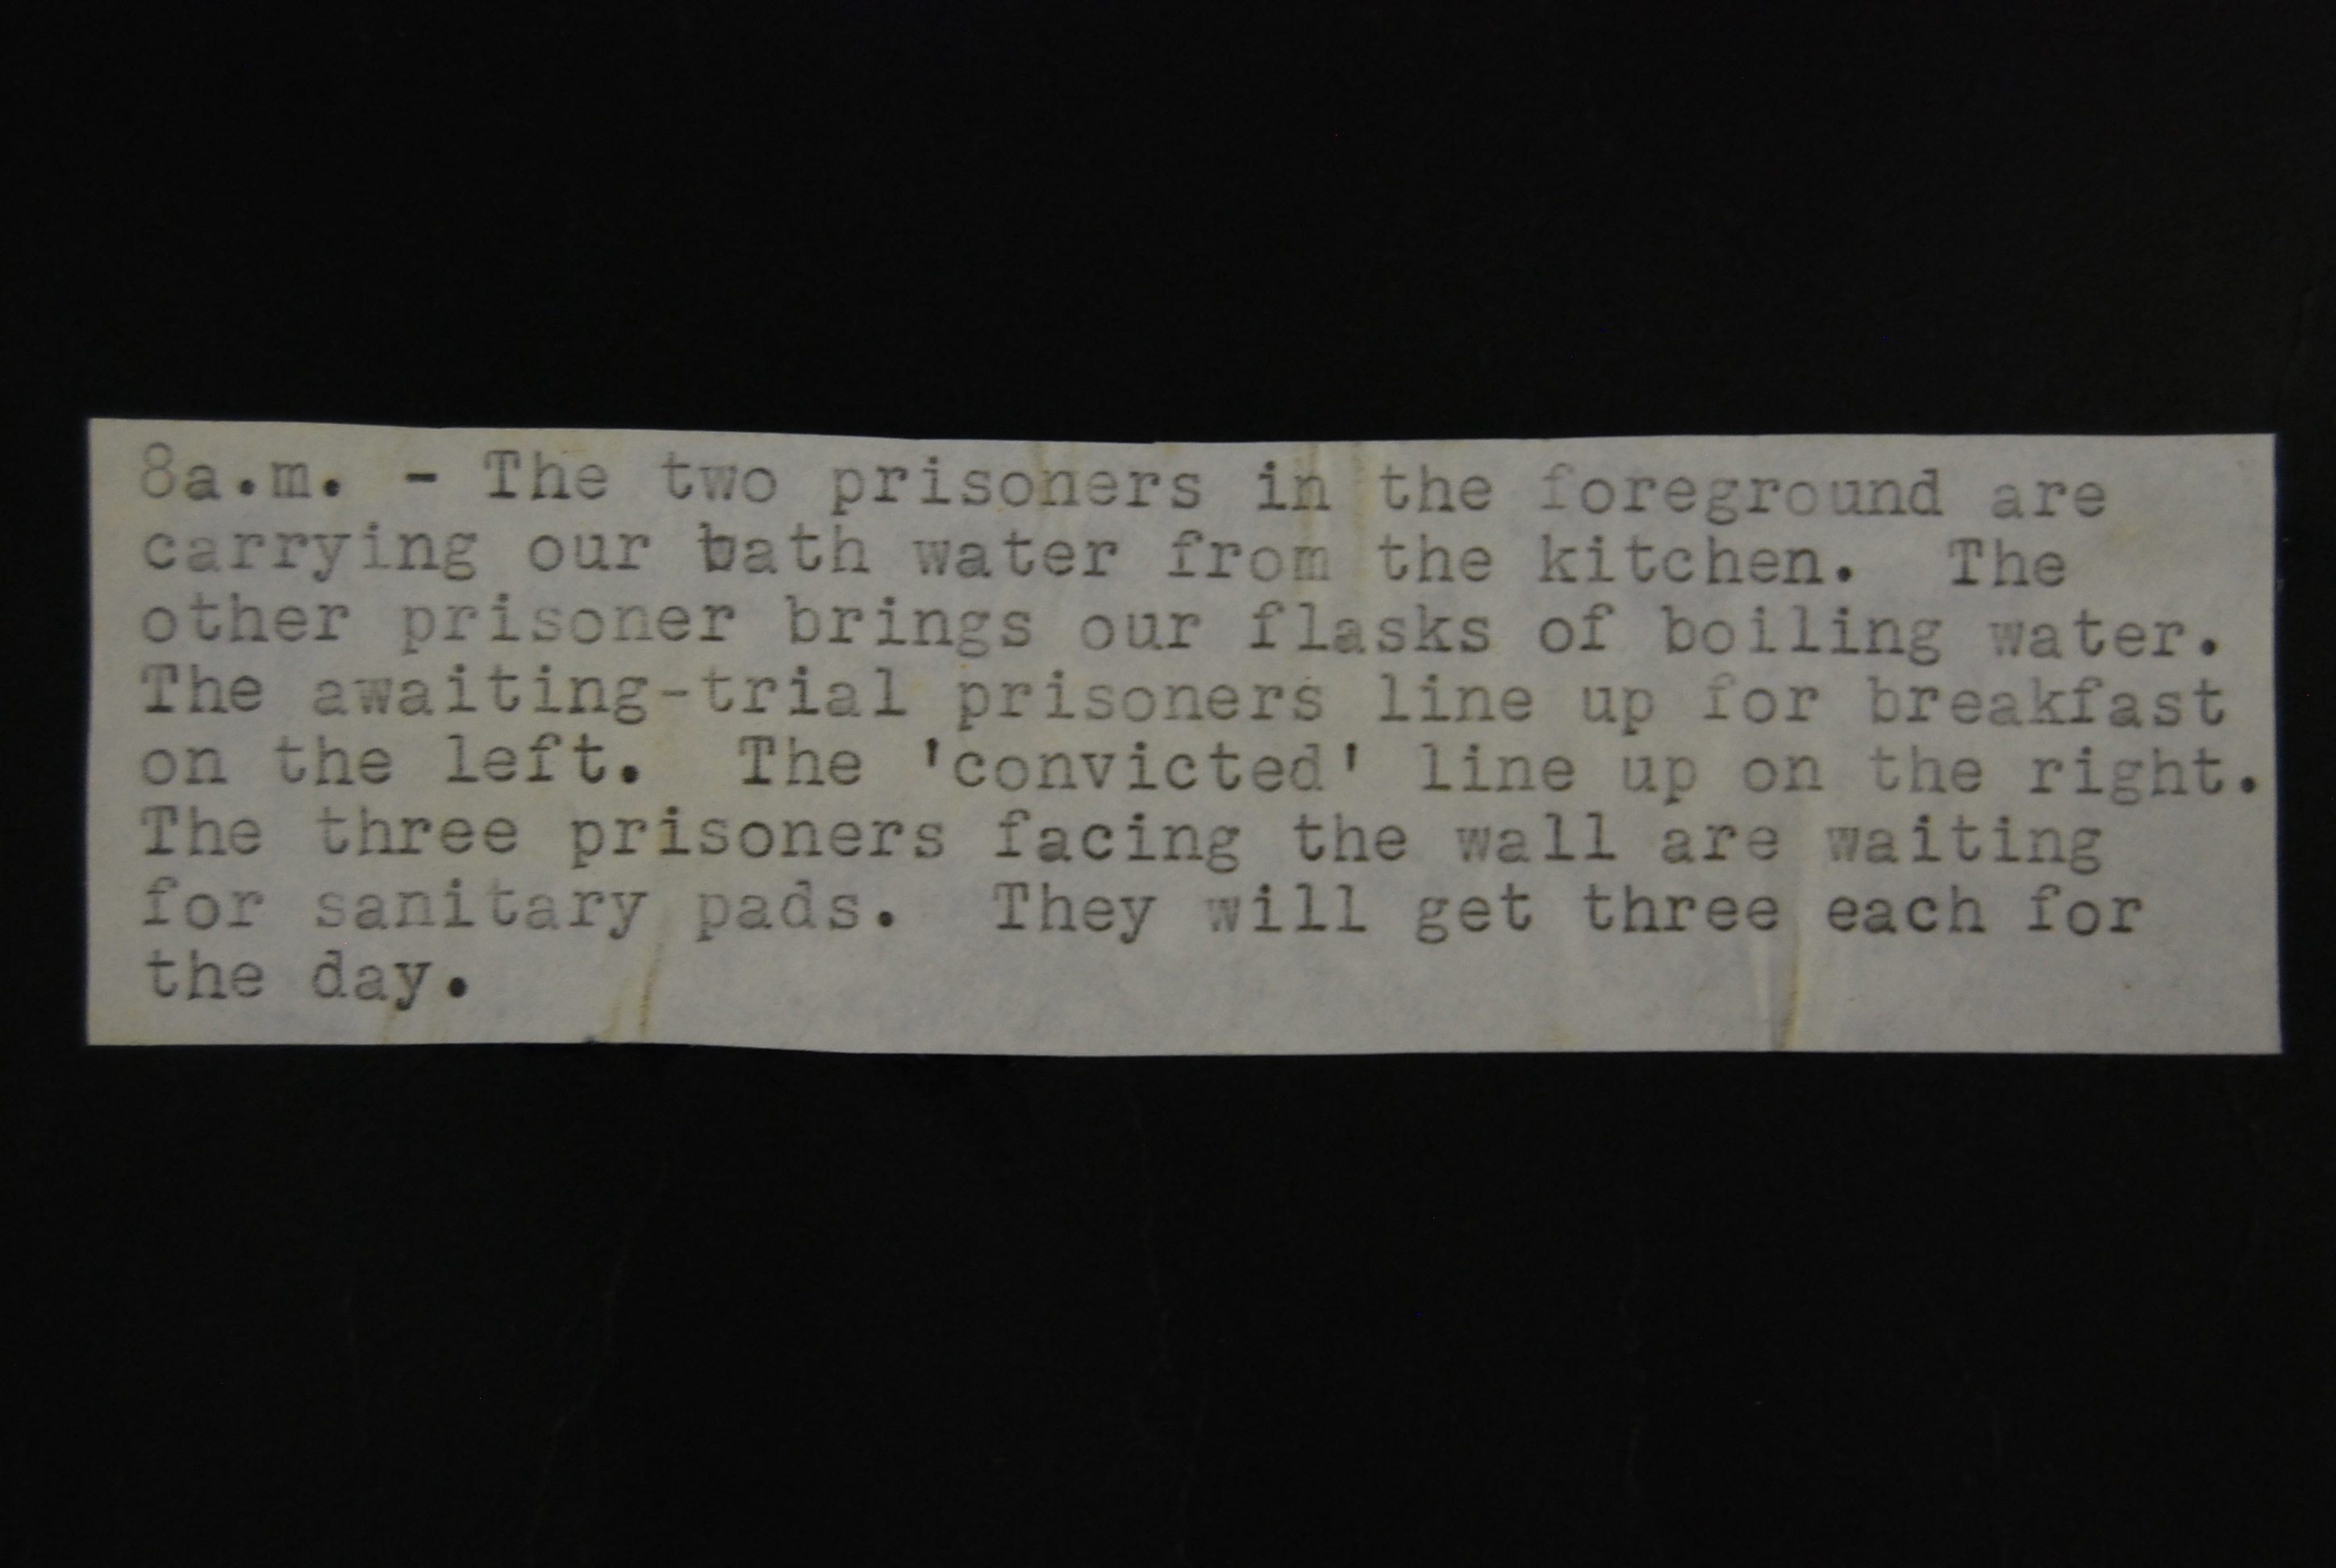 8a.m. - The two prisoners in the foreground are
carrying our bath water from the kitchen.  The
other prisoner brings our flasks of boiling water.
The awaiting-trial prisoners line up for breakfast
on the left.  The 'convicted' line up on the right.
The three prisoners facing the wall are waiting
for sanitary pads.  They will get three each for
the day.